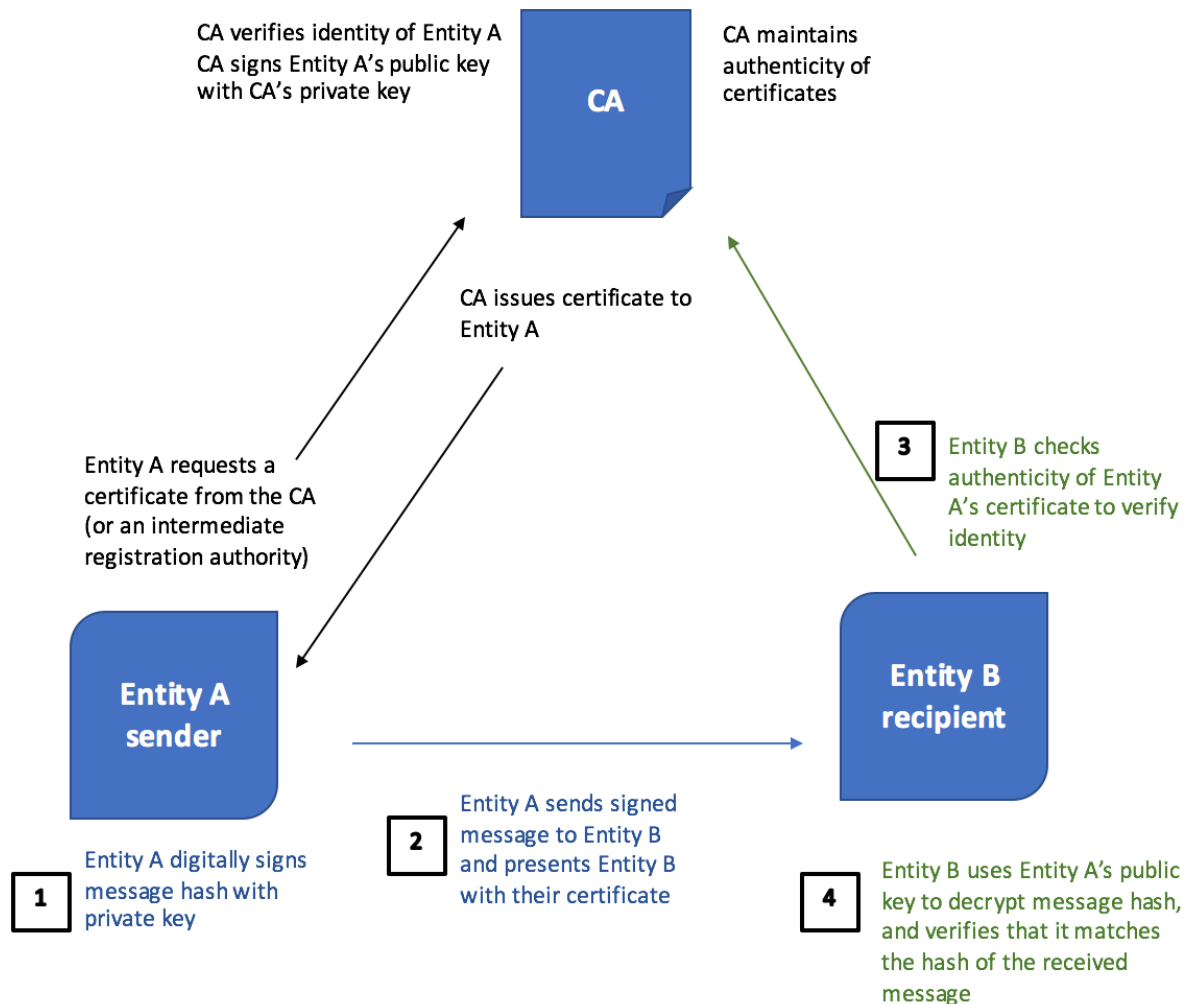 CA verifies identity of Entity A
CA signs Entity A’s public key
with CA’s private key
CA
CA maintains
authenticity of
certificates
CA issues certificate to
Entity A
Entity A requests a
certificate from the CA
(or an intermediate
registration authority)
3
Entity B checks
authenticity of Entity
A’s certificate to verify
identity
Entity A
sender
Entity B
recipient
1
Entity A digitally signs
message hash with
private key
2
Entity A sends signed
message to Entity B
and presents Entity B
with their certificate
4
Entity B uses Entity A’s public
key to decrypt message hash,
and verifies that it matches
the hash of the received
message